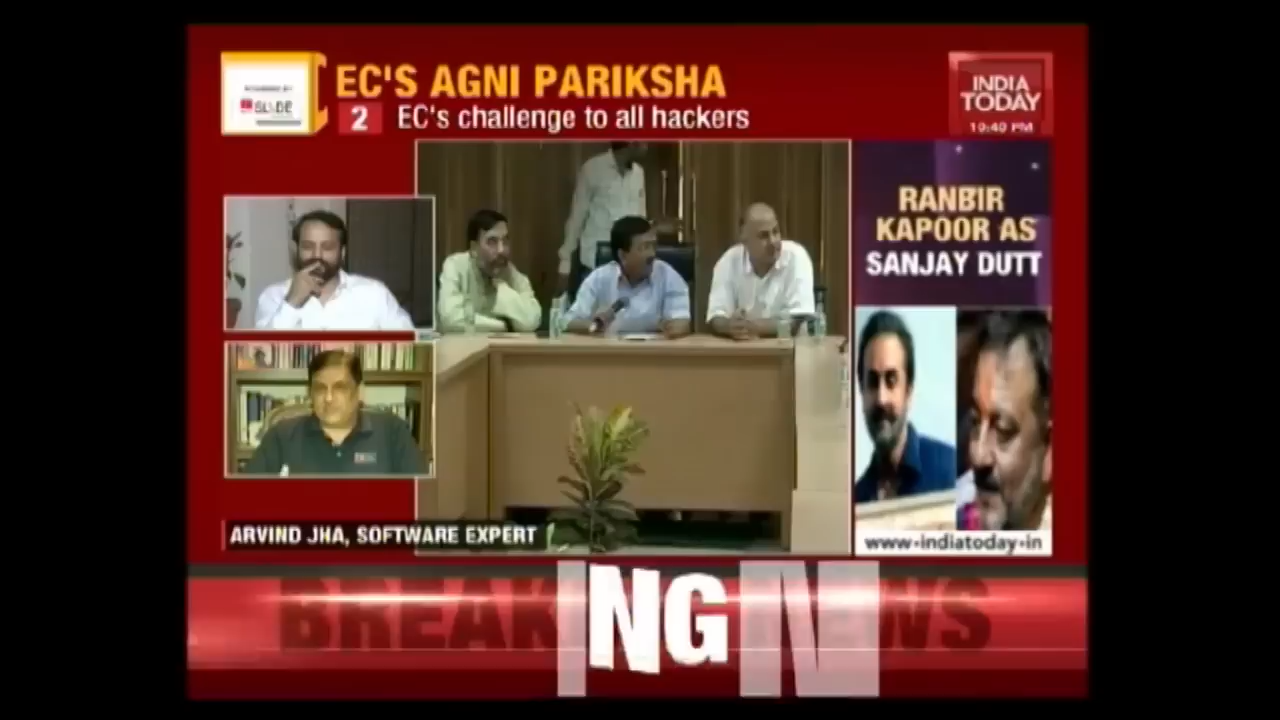 EC'S AGNI PARIKSHA
2 EC's challenge to all hackers
INDIA
TODAY
10:40 PM
RANBIR
KAPOOR AS
SANJAY DUTT
www.indiatoday.in
ARVIND JHA, SOFTWARE EXPERT
BREAKING NEWS